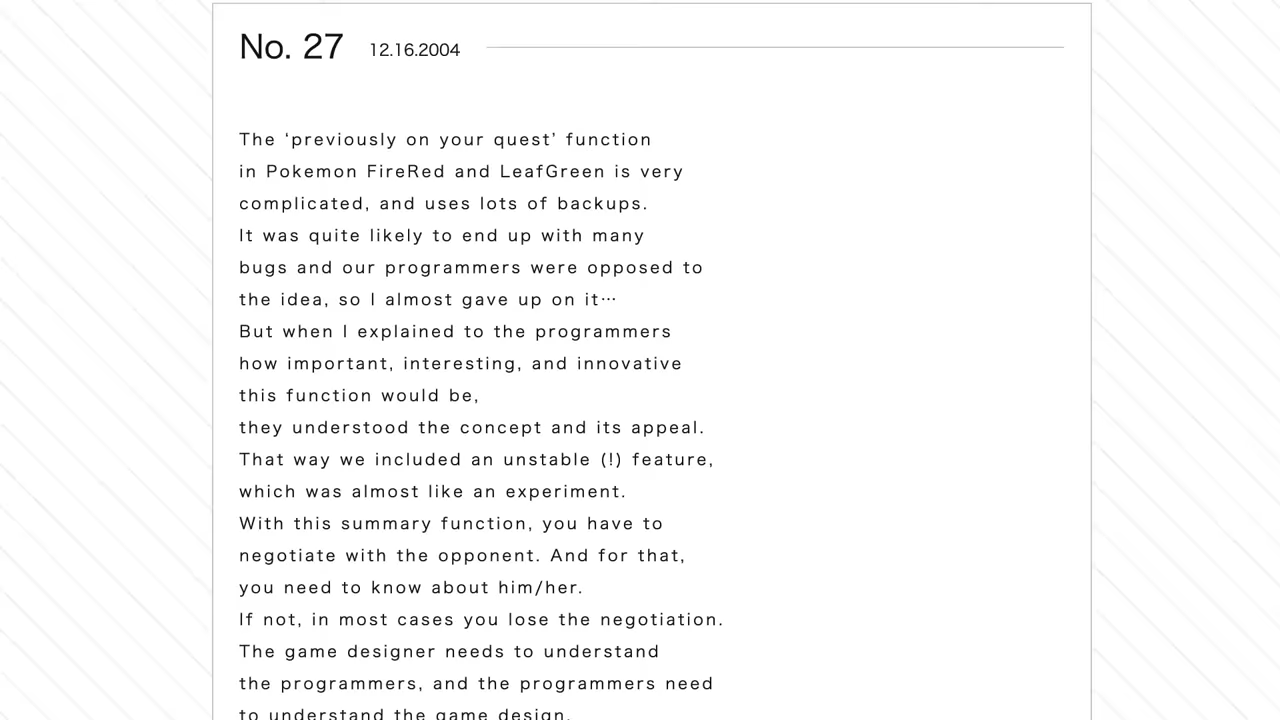 No. 27 12.16.2004
The ‘previously on your quest’ function
in Pokemon FireRed and LeafGreen is very
complicated, and uses lots of backups.
It was quite likely to end up with many
bugs and our programmers were opposed to
the idea, so I almost gave up on it…
But when I explained to the programmers
how important, interesting, and innovative
this function would be,
they understood the concept and its appeal.
That way we included an unstable (!) feature,
which was almost like an experiment.
With this summary function, you have to
negotiate with the opponent. And for that,
you need to know about him/her.
If not, in most cases you lose the negotiation.
The game designer needs to understand
the programmers, and the programmers need
to understand the game design.